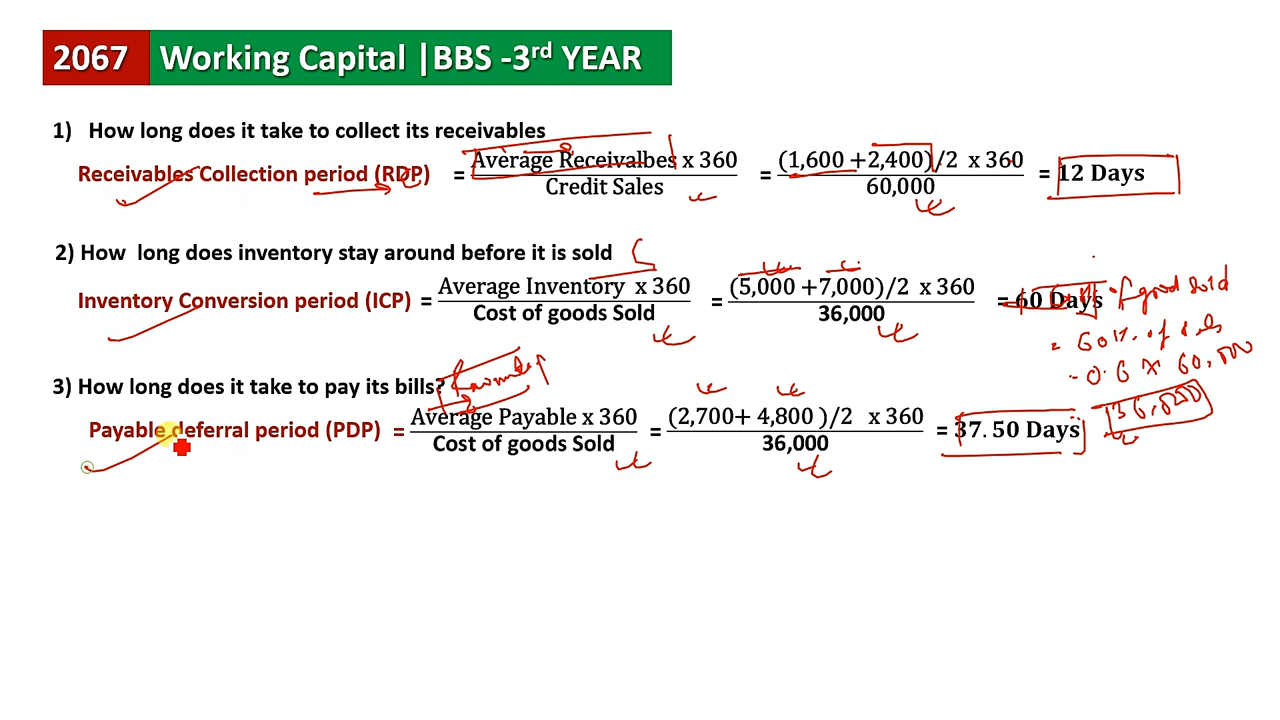 2067 Working Capital |BBS -3rd YEAR
1) How long does it take to collect its receivables
Receivables Collection period (RDP) = Average Receivalbes x 360 / Credit Sales = (1,600 +2,400)/2 x 360 / 60,000 = 12 Days
2) How long does inventory stay around before it is sold
Inventory Conversion period (ICP) = Average Inventory x 360 / Cost of goods Sold = (5,000 +7,000)/2 x 360 / 36,000 = 60 Days
of good sold
= 60% of sales
= 0.6 x 60,000
36,000
3) How long does it take to pay its bills?
Payable deferral period (PDP) = Average Payable x 360 / Cost of goods Sold = (2,700+ 4,800 )/2 x 360 / 36,000 = 37.50 Days